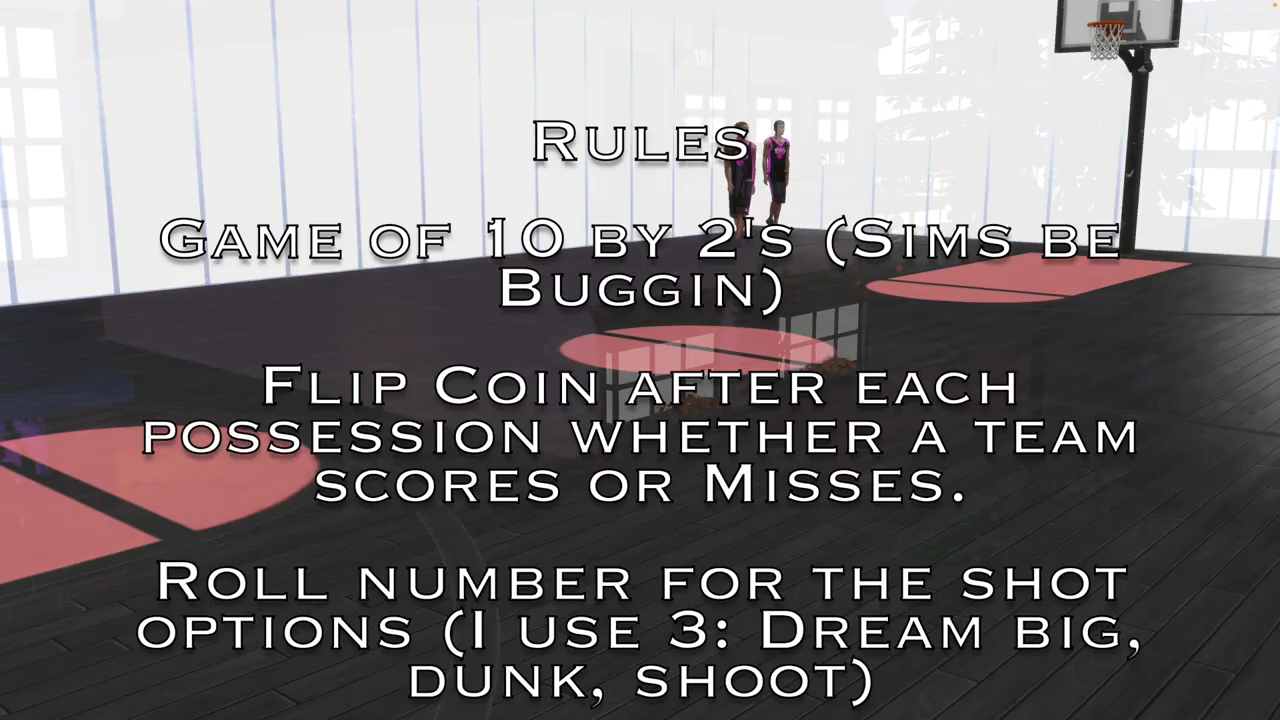 Rules
Game of 10 by 2's (Sims be
Buggin)
Flip Coin after each
possession whether a team
scores or Misses.
Roll number for the shot
options (I use 3: Dream big,
dunk, shoot)